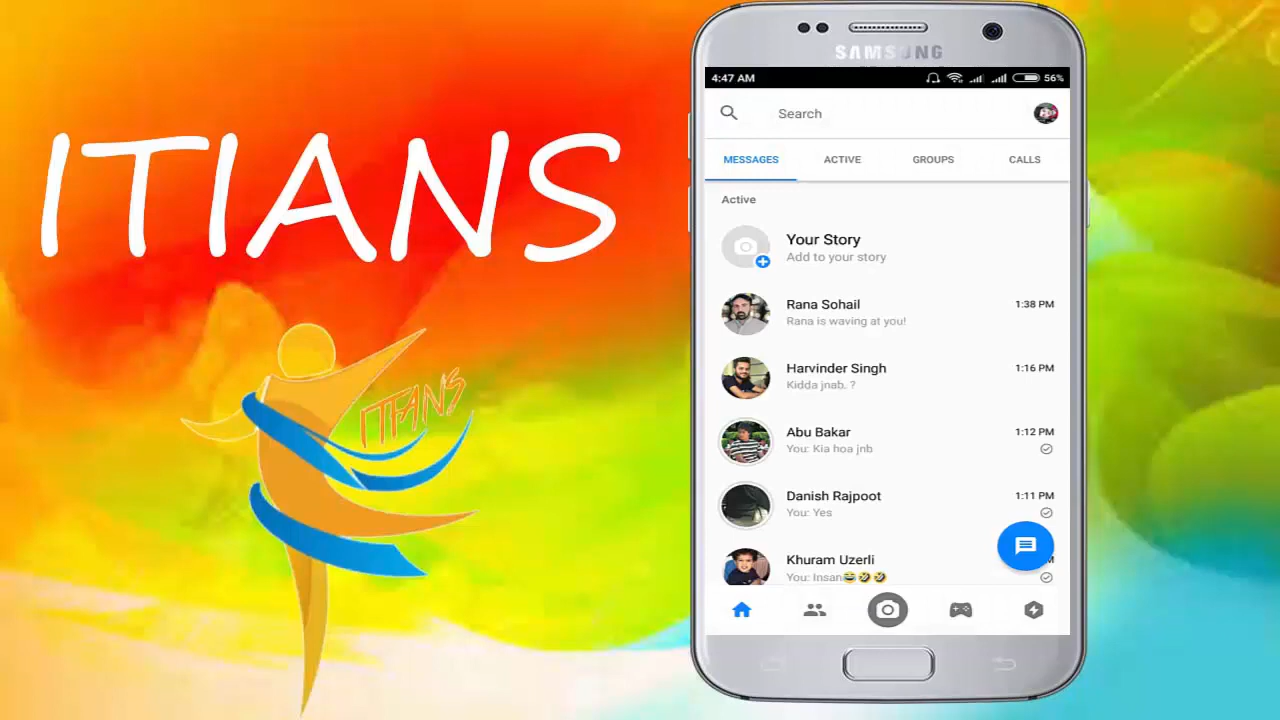 ITIANS
ITIANS
SAMSUNG
4:47 AM
56%
Search
MESSAGES
ACTIVE
GROUPS
CALLS
Active
Your Story
Add to your story
Rana Sohail
1:38 PM
Rana is waving at you!
Harvinder Singh
1:16 PM
Kidda jnab. ?
Abu Bakar
1:12 PM
You: Kia hoa jnb
Danish Rajpoot
1:11 PM
You: Yes
Khuram Uzerli
You: Insan😂🤣🤣